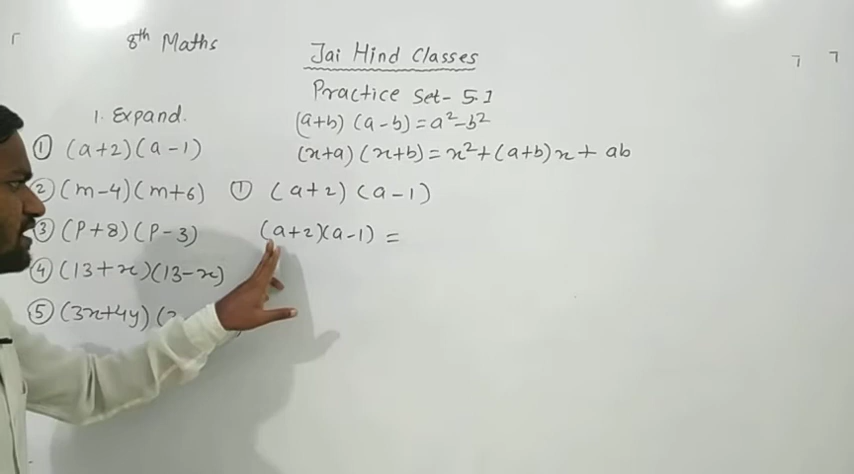 8th Maths
Jai Hind Classes
Practice Set- 5.1
1. Expand.
(a+b) (a-b) = a²-b²
① (a+2) (a-1)
(x+a) (x+b) = x²+(a+b)x+ ab
② (m-4) (m+6)
① (a+2) (a-1)
③ (P+8) (P-3)
(a+2)(a-1) =
④ (13+x)(13-x)
⑤ (3x+4y) (